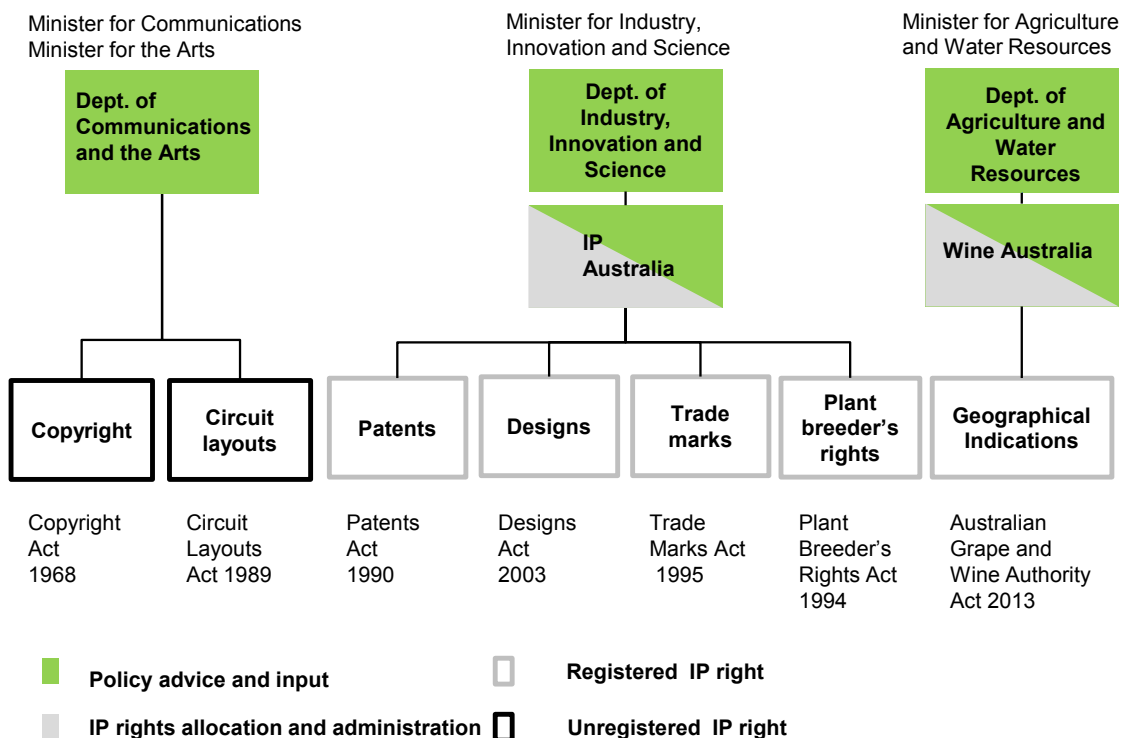 Minister for Communications
Minister for the Arts
Minister for Industry,
Innovation and Science
Minister for Agriculture
and Water Resources
Dept. of
Communications
and the Arts
Dept. of
Industry,
Innovation and
Science
Dept. of
Agriculture and
Water
Resources
IP
Australia
Wine Australia
Copyright
Circuit
layouts
Patents
Designs
Trade
marks
Plant
breeder's
rights
Geographical
Indications
Copyright
Act
1968
Circuit
Layouts
Act 1989
Patents
Act
1990
Designs
Act
2003
Trade
Marks Act
1995
Plant
Breeder's
Rights Act
1994
Australian
Grape and
Wine Authority
Act 2013
Policy advice and input
Registered IP right
IP rights allocation and administration
Unregistered IP right